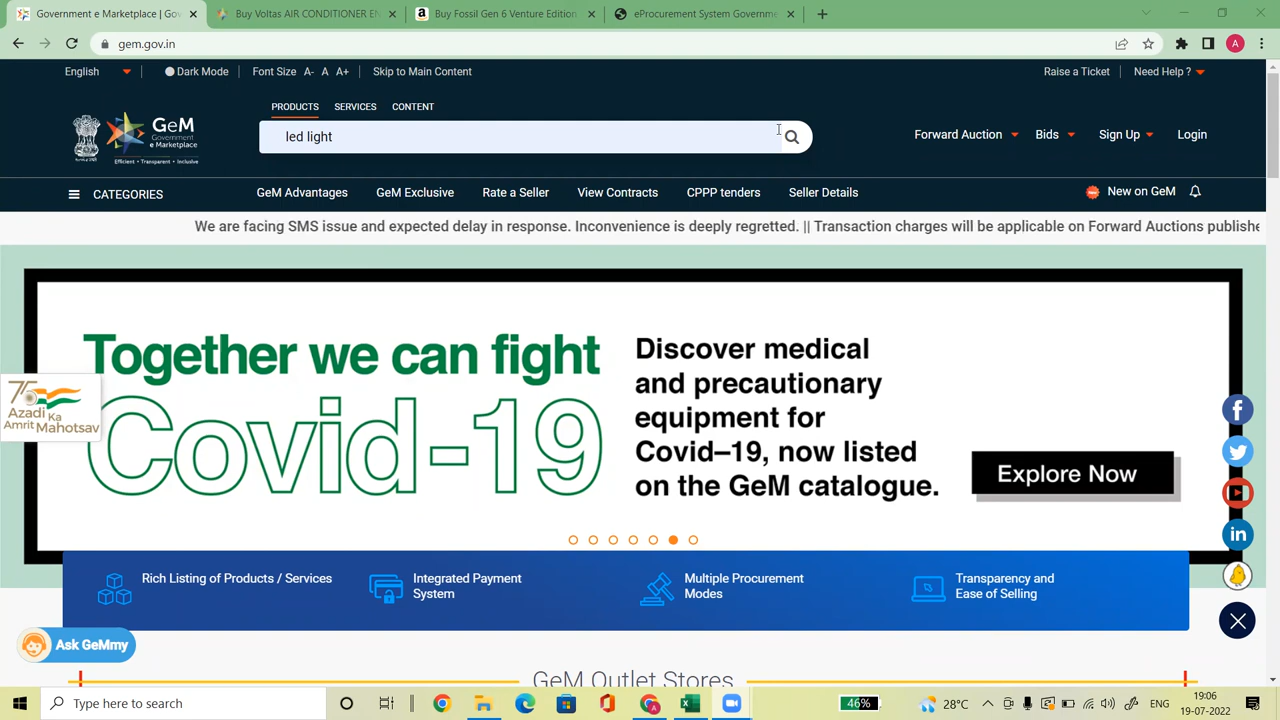 Government e Marketplace | Gov
Buy Voltas AIR CONDITIONER EN
Buy Fossil Gen 6 Venture Edition
eProcurement System Governme
gem.gov.in
A
English
Dark Mode
Font Size A- A A+
Skip to Main Content
Raise a Ticket
Need Help ?
PRODUCTS SERVICES CONTENT
GeM
Government
e Marketplace
Efficient • Transparent • Inclusive
led light
Forward Auction
Bids
Sign Up
Login
CATEGORIES
GeM Advantages
GeM Exclusive
Rate a Seller
View Contracts
CPPP tenders
Seller Details
New on GeM
We are facing SMS issue and expected delay in response. Inconvenience is deeply regretted. || Transaction charges will be applicable on Forward Auctions publishe
Together we can fight
Covid-19
Discover medical
and precautionary
equipment for
Covid–19, now listed
on the GeM catalogue.
Explore Now
75
Azadi Ka
Amrit Mahotsav
Rich Listing of Products / Services
Integrated Payment
System
Multiple Procurement
Modes
Transparency and
Ease of Selling
Ask GeMmy
GeM Outlet Stores
Type here to search
46%
28°C
19:06
19-07-2022